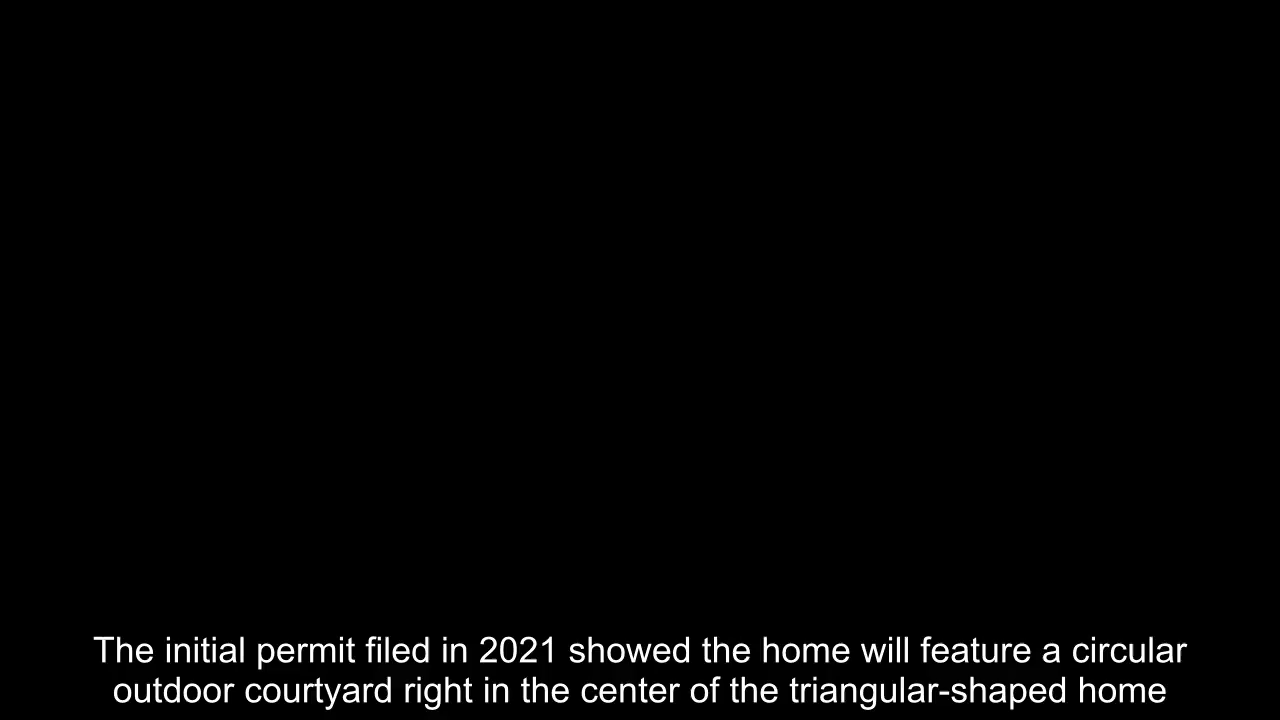 The initial permit filed in 2021 showed the home will feature a circular
outdoor courtyard right in the center of the triangular-shaped home